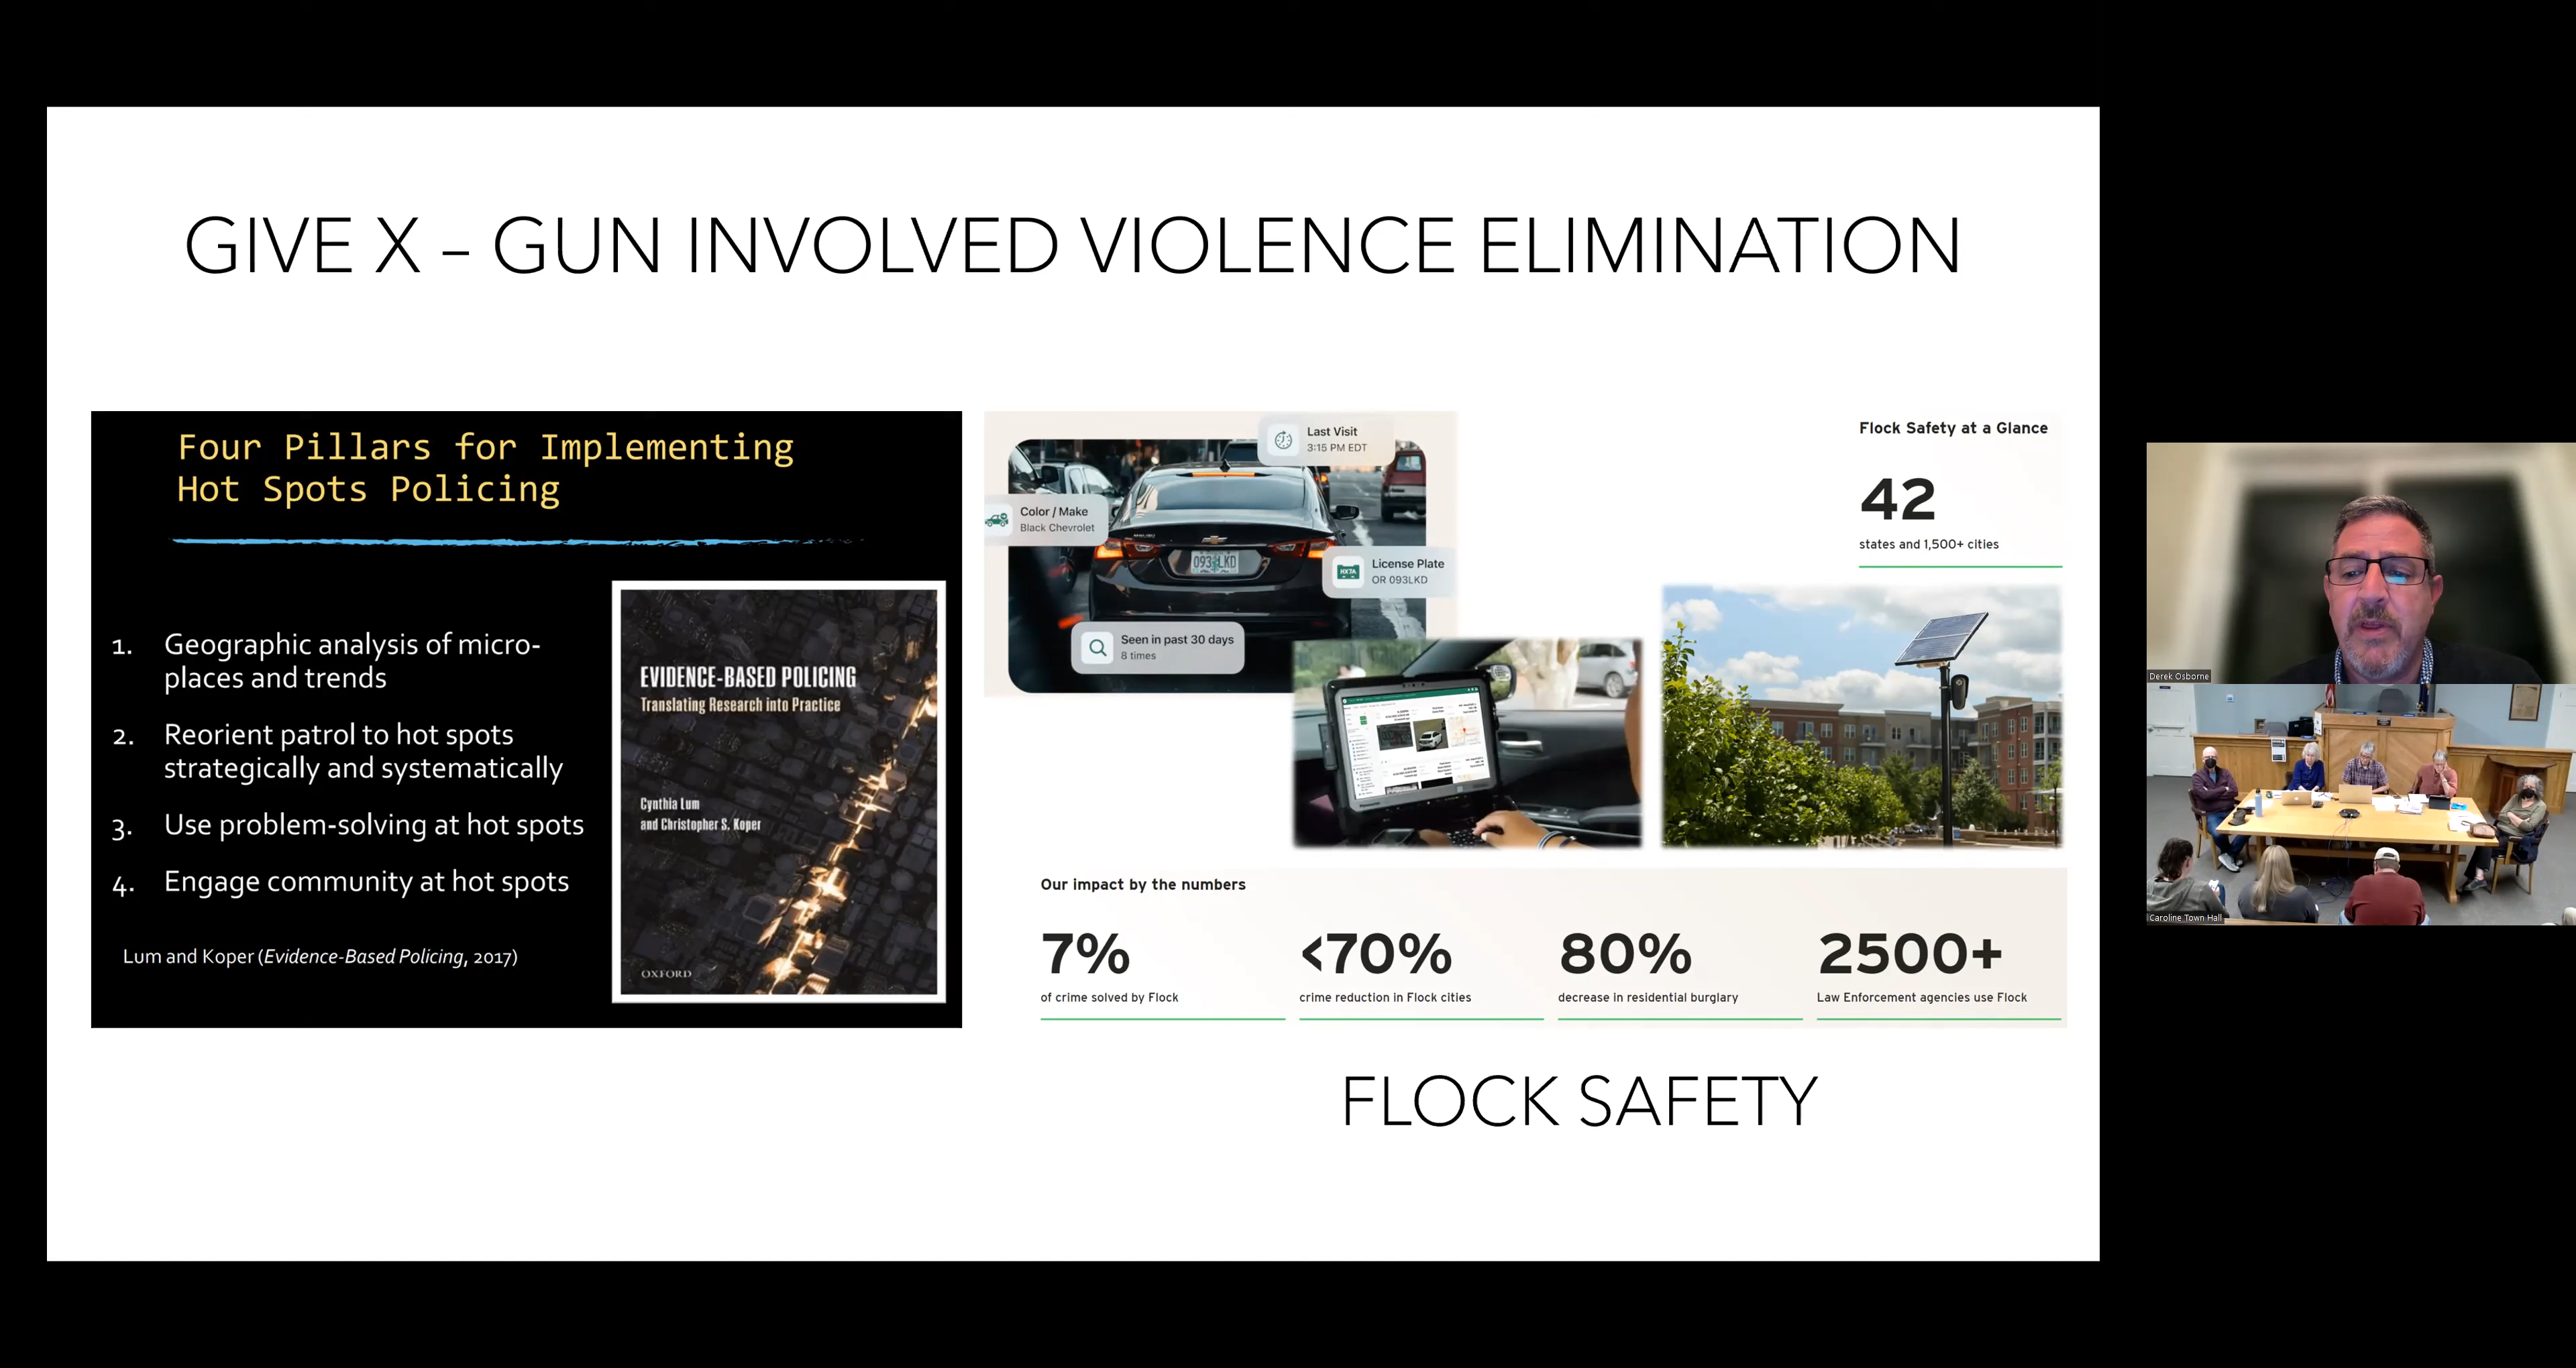 GIVE X – GUN INVOLVED VIOLENCE ELIMINATION
Four Pillars for Implementing
Hot Spots Policing
1. Geographic analysis of micro-
places and trends
2. Reorient patrol to hot spots
strategically and systematically
3. Use problem-solving at hot spots
4. Engage community at hot spots
Lum and Koper (Evidence-Based Policing, 2017)
EVIDENCE-BASED POLICING
Translating Research into Practice
Cynthia Lum
and Christopher S. Koper
OXFORD
Last Visit
3:15 PM EDT
Color / Make
Black Chevrolet
093LKD
License Plate
OR 093LKD
Seen in past 30 days
8 times
Flock Safety at a Glance
42
states and 1,500+ cities
Our impact by the numbers
7%
of crime solved by Flock
<70%
crime reduction in Flock cities
80%
decrease in residential burglary
2500+
Law Enforcement agencies use Flock
FLOCK SAFETY
Derek Osborne
Caroline Town Hall